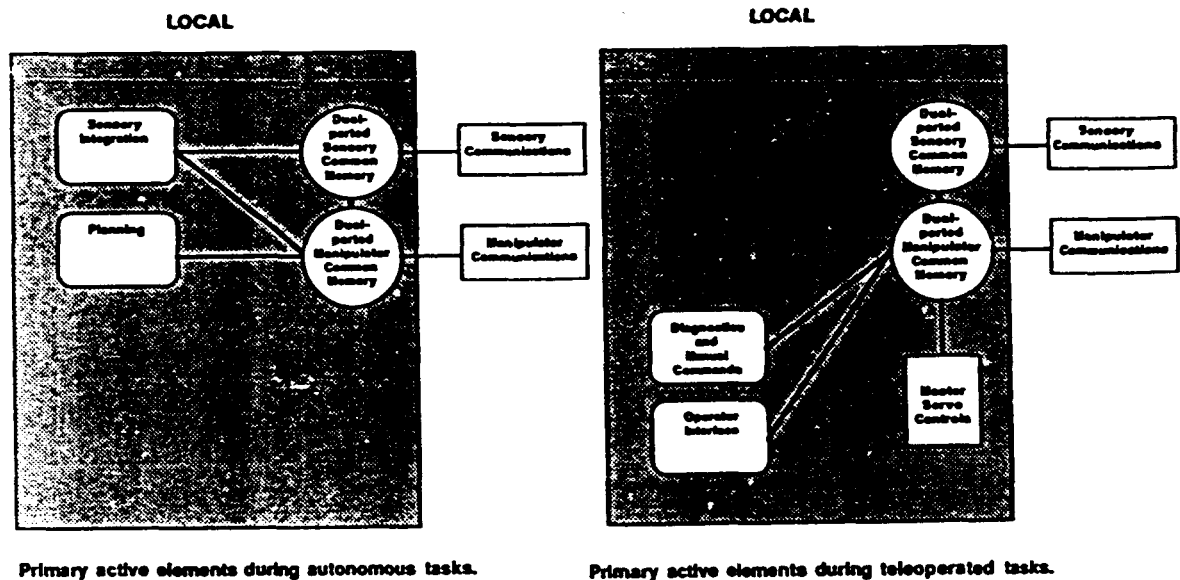 LOCAL
Sensory
Integration
Planning
Dual-
ported
Sensory
Common
Memory
Dual-
ported
Manipulator
Common
Memory
Sensory
Communications
Manipulator
Communications
Primary active elements during autonomous tasks.
LOCAL
Dual-
ported
Sensory
Common
Memory
Dual-
ported
Manipulator
Common
Memory
Sensory
Communications
Manipulator
Communications
Diagnostics
and
Manual
Commands
Operator
Interface
Master
Servo
Controls
Primary active elements during teleoperated tasks.